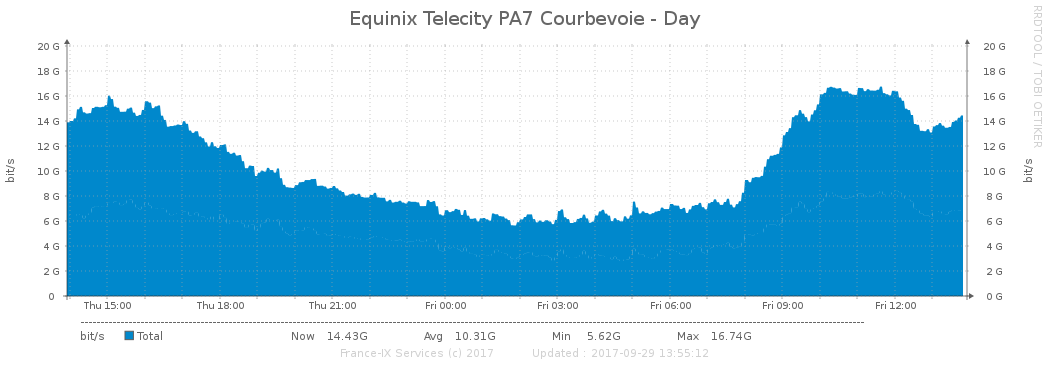 Equinix Telecity PA7 Courbevoie - Day
RRDTOOL / TOBI OETIKER
bit/s
20 G 20 G
18 G 18 G
16 G 16 G
14 G 14 G
12 G 12 G
10 G 10 G
8 G 8 G
6 G 6 G
4 G 4 G
2 G 2 G
0 0 G
bit/s
Thu 15:00 Thu 18:00 Thu 21:00 Fri 00:00 Fri 03:00 Fri 06:00 Fri 09:00 Fri 12:00
bit/s Total Now 14.43G Avg 10.31G Min 5.62G Max 16.74G
France-IX Services (c) 2017 Updated : 2017-09-29 13:55:12